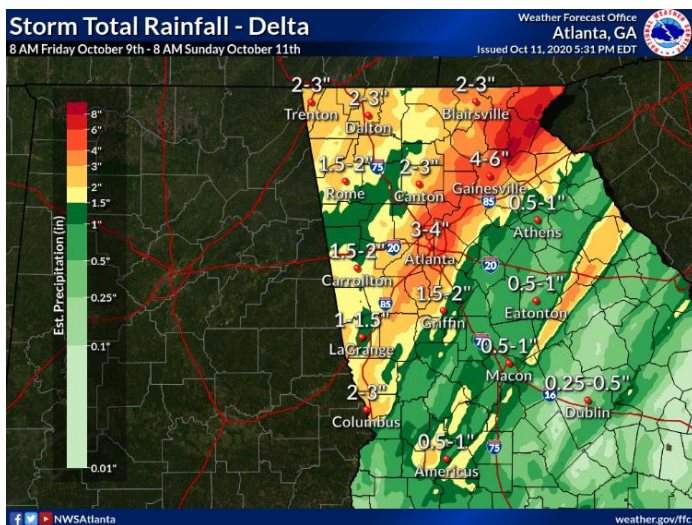 Storm Total Rainfall - Delta
8 AM Friday October 9th - 8 AM Sunday October 11th
Weather Forecast Office
Atlanta, GA
Issued Oct 11, 2020 5:31 PM EDT
2-3"
Trenton
2-3"
Dalton
2-3"
Blairsville
1.5-2"
Rome
2-3"
Canton
4-6"
Gainesville
0.5-1"
Athens
3-4"
Atlanta
1.5-2"
Carrollton
1.5-2"
Griffin
0.5-1"
Eatonton
1-1.5"
LaGrange
0.5-1"
Macon
0.25-0.5"
Dublin
2-3"
Columbus
0.5-1"
Americus
75
85
20
20
85
16
75
Est. Precipitation (in)
8"
6"
4"
3"
2"
1.5"
1"
0.5"
0.25"
0.1"
0.01"
NWSAtlanta
weather.gov/ffc